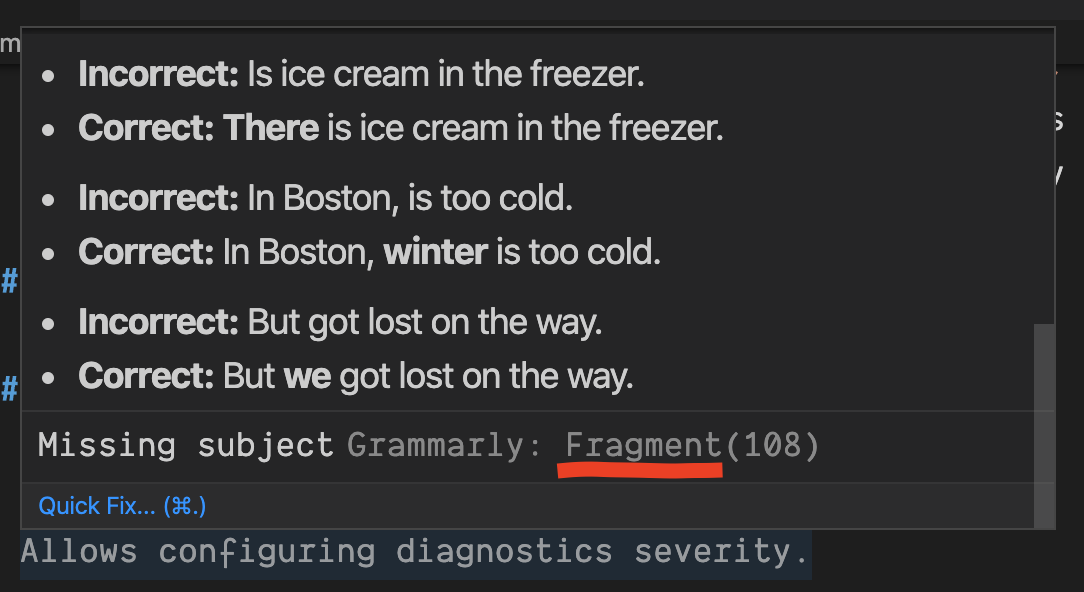 m
• Incorrect: Is ice cream in the freezer.
• Correct: There is ice cream in the freezer.
s
y
• Incorrect: In Boston, is too cold.
• Correct: In Boston, winter is too cold.
#
• Incorrect: But got lost on the way.
• Correct: But we got lost on the way.
#
Missing subject Grammarly: Fragment(108)
Quick Fix... (⌘.)
Allows configuring diagnostics severity.